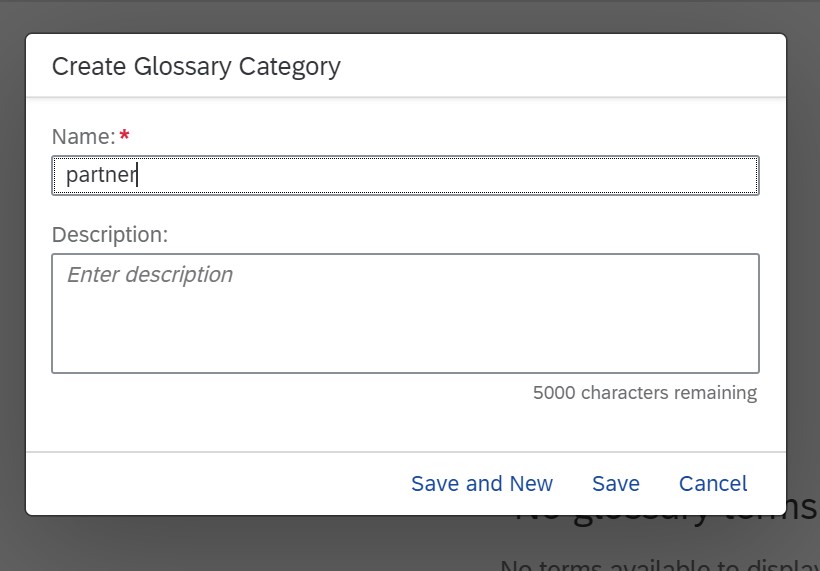 Create Glossary Category
Name:*
partner
Description:
Enter description
5000 characters remaining
Save and New Save Cancel
No glossary terms
No terms available to display